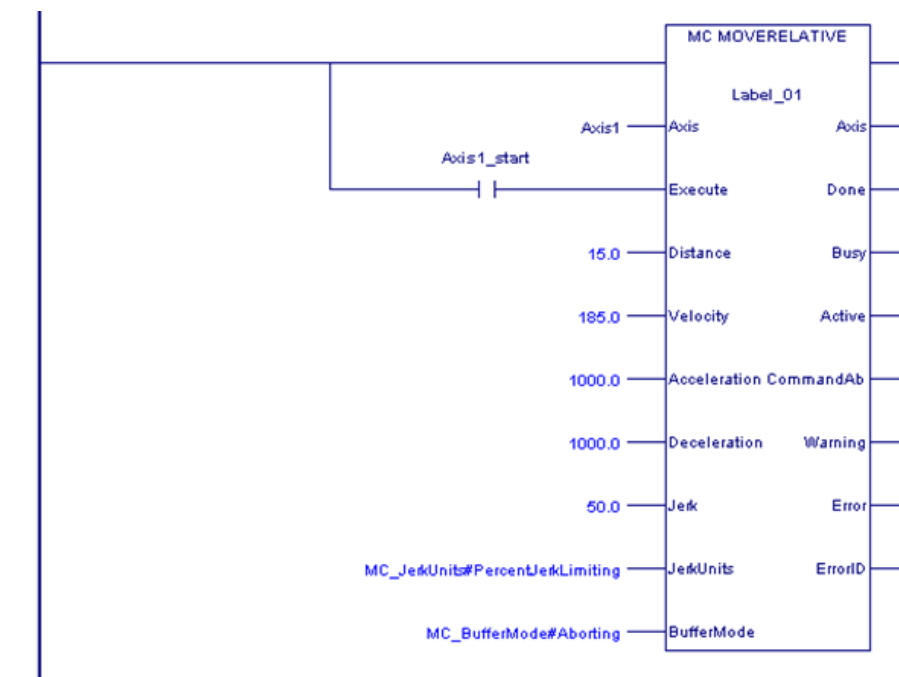 MC MOVERELATIVE
Label_01
Axis1 Axis Axis
Axis1_start
Execute Done
15.0 Distance Busy
185.0 Velocity Active
1000.0 Acceleration CommandAb
1000.0 Deceleration Warning
50.0 Jerk Error
MC_JerkUnits#PercentJerkLimiting JerkUnits ErrorID
MC_BufferMode#Aborting BufferMode